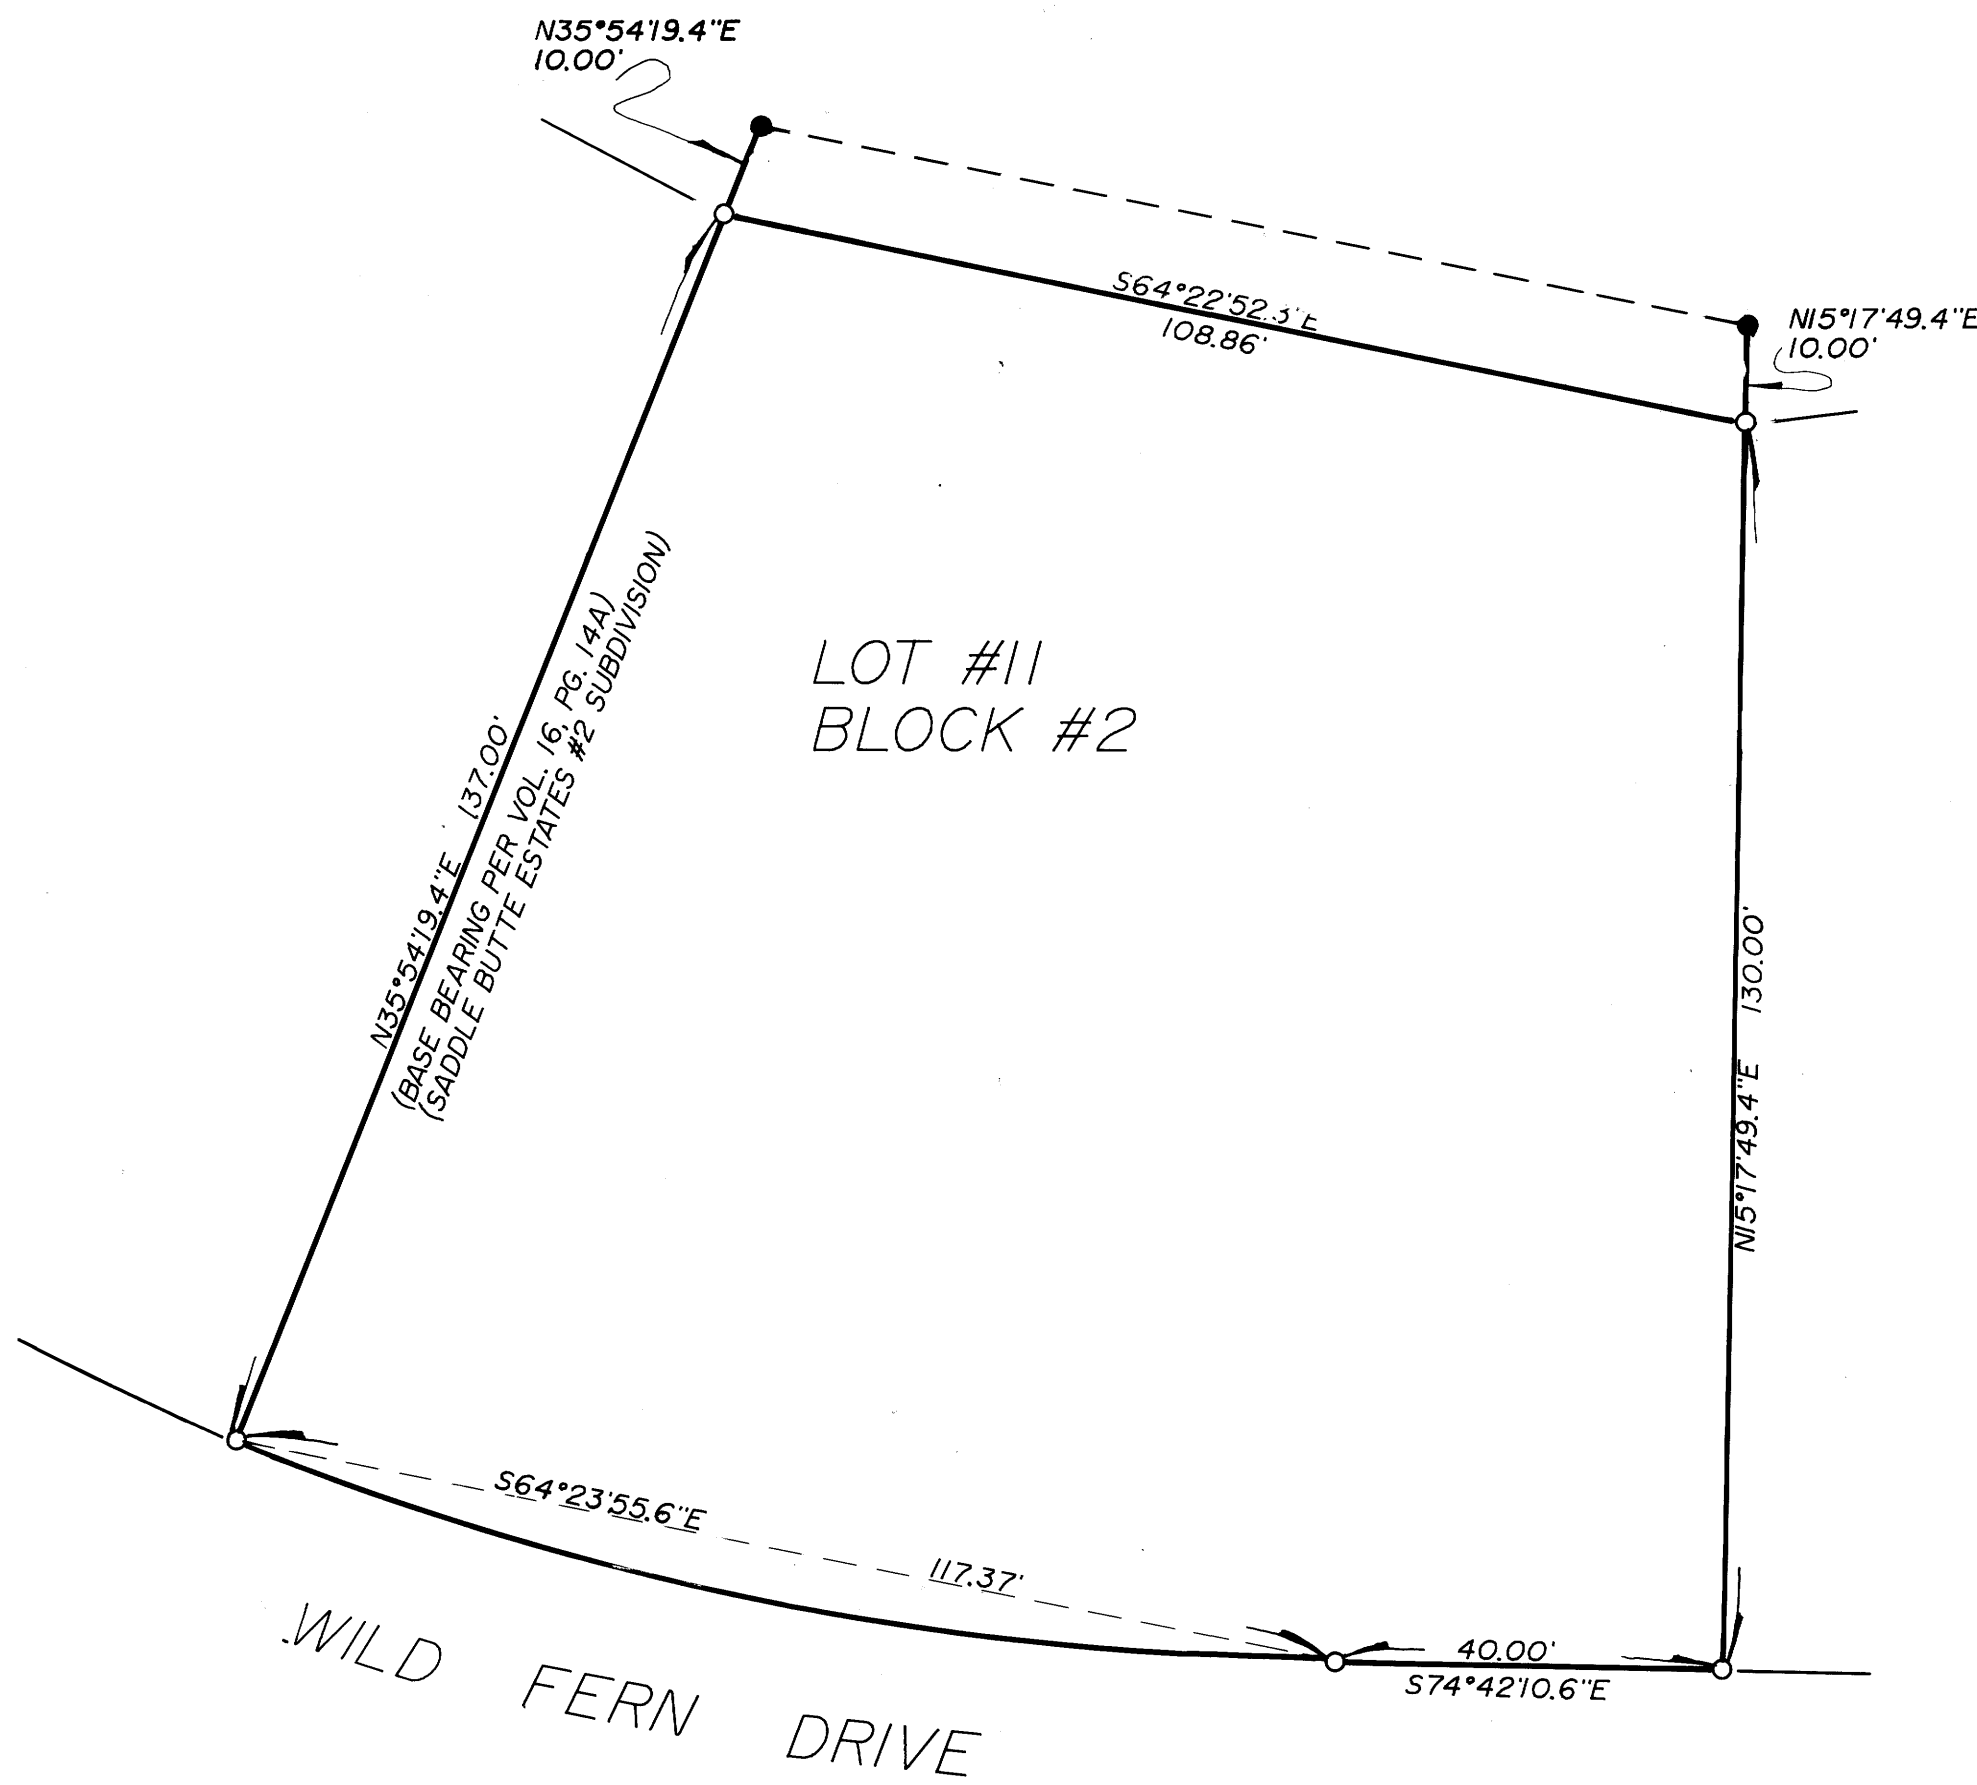 N35°54'19.4"E
10.00'
S64°22'52.3"E
108.86'
N15°17'49.4"E
10.00'
N35°54'19.4"E 137.00'
(BASE BEARING PER VOL. 16, PG. 14A)
(SADDLE BUTTE ESTATES #2 SUBDIVISION)
LOT #11
BLOCK #2
N15°17'49.4"E 130.00'
S64°23'55.6"E 117.37'
40.00'
S74°42'10.6"E
WILD FERN DRIVE